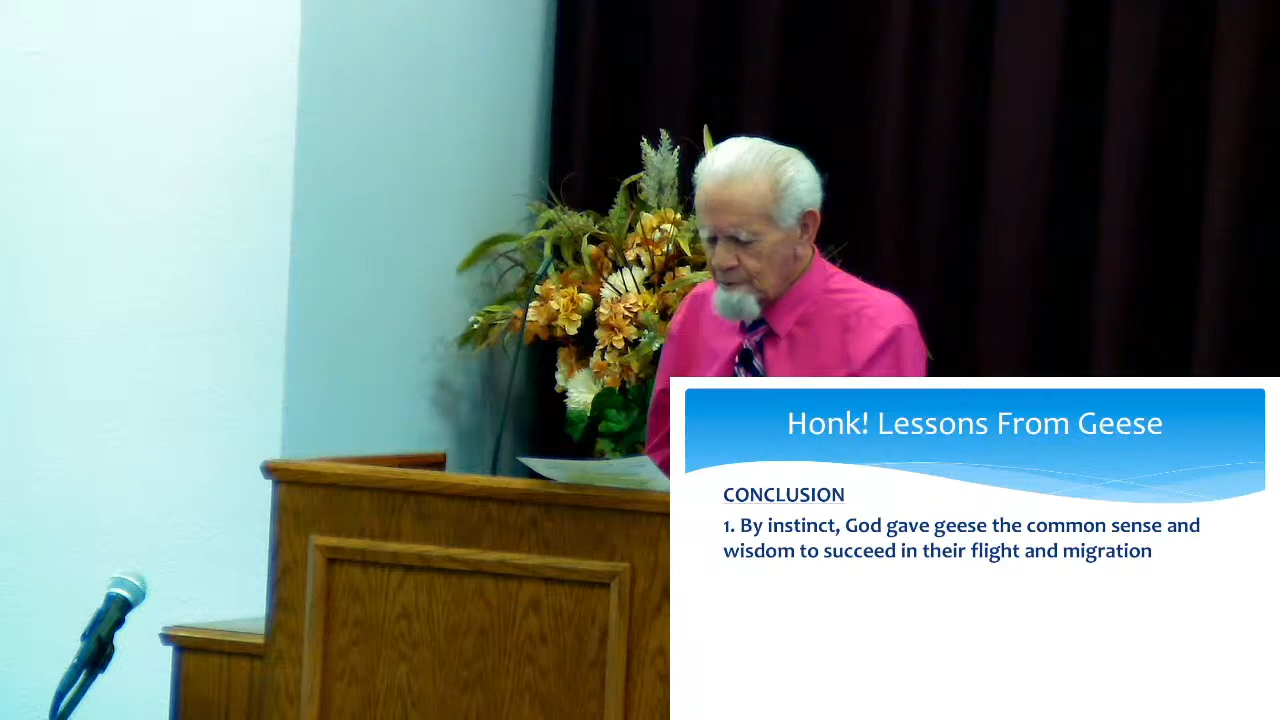 Honk! Lessons From Geese
CONCLUSION
1. By instinct, God gave geese the common sense and
wisdom to succeed in their flight and migration